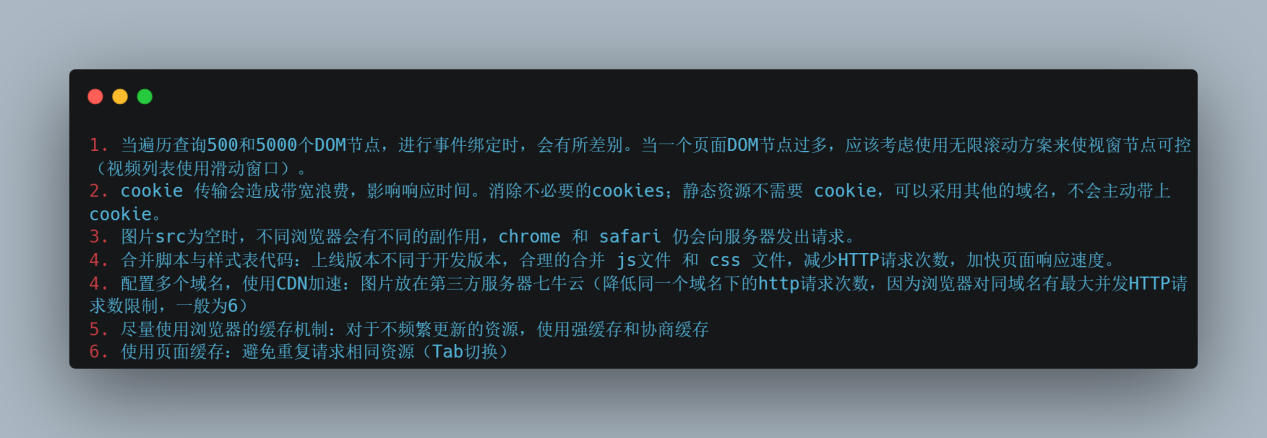 1. 当遍历查询500和5000个DOM节点，进行事件绑定时，会有所差别。当一个页面DOM节点过多，应该考虑使用无限滚动方案来使视窗节点可控
（视频列表使用滑动窗口）。
2. cookie 传输会造成带宽浪费，影响响应时间。消除不必要的cookies；静态资源不需要 cookie，可以采用其他的域名，不会主动带上
cookie。
3. 图片src为空时，不同浏览器会有不同的副作用，chrome 和 safari 仍会向服务器发出请求。
4. 合并脚本与样式表代码：上线版本不同于开发版本，合理的合并 js文件 和 css 文件，减少HTTP请求次数，加快页面响应速度。
4. 配置多个域名，使用CDN加速：图片放在第三方服务器七牛云（降低同一个域名下的http请求次数，因为浏览器对同域名有最大并发HTTP请
求数限制，一般为6）
5. 尽量使用浏览器的缓存机制：对于不频繁更新的资源，使用强缓存和协商缓存
6. 使用页面缓存：避免重复请求相同资源（Tab切换）